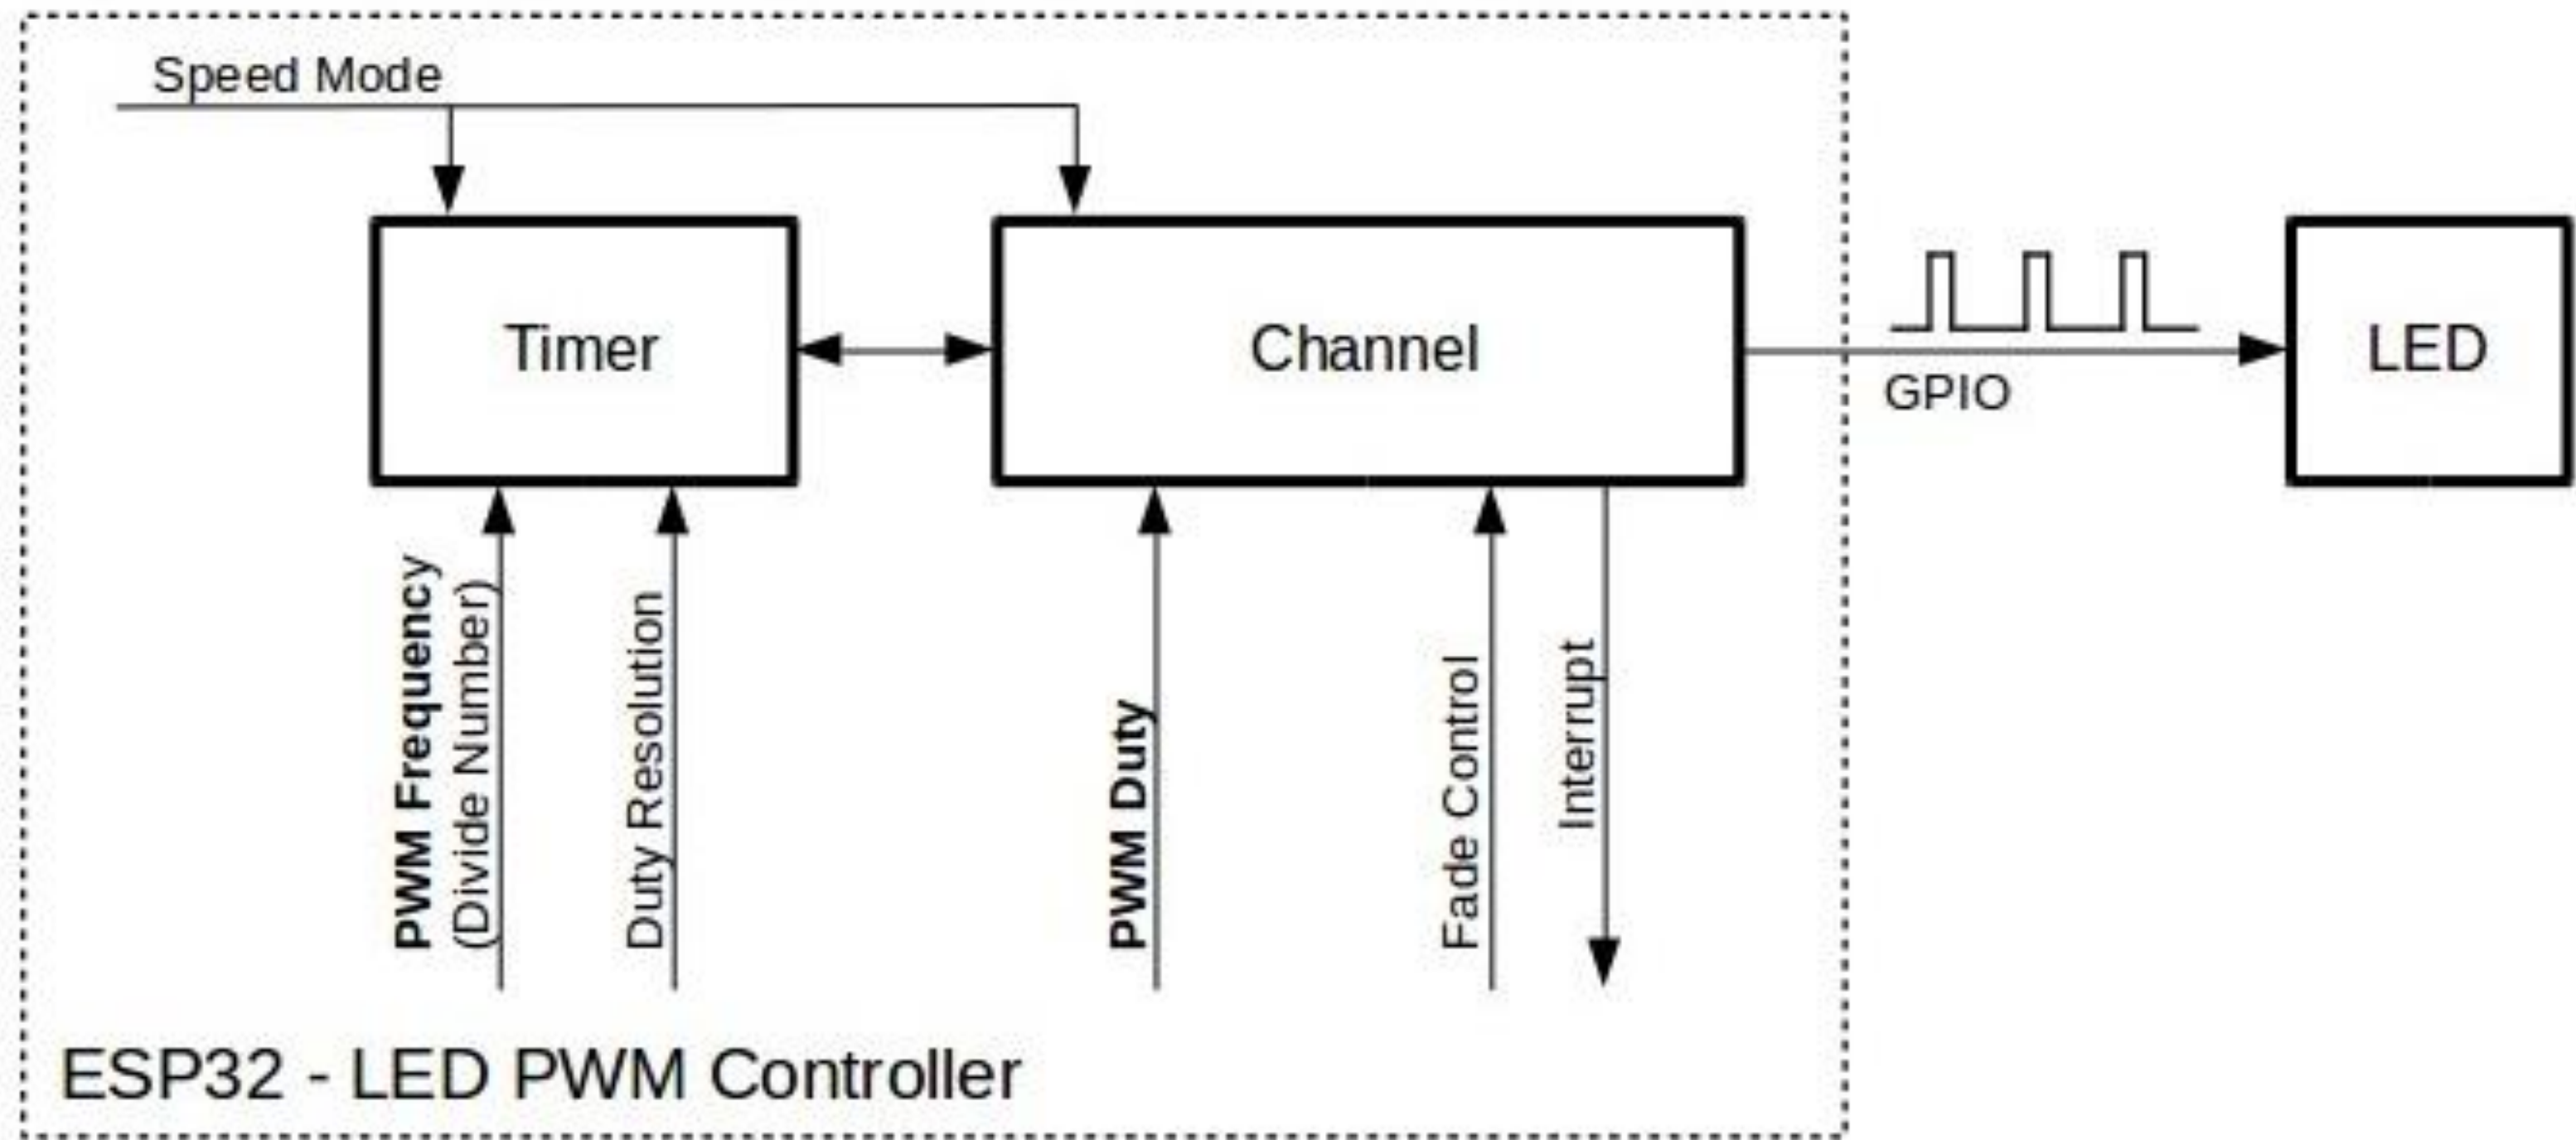 Speed Mode
Timer
Channel
GPIO
LED
PWM Frequency
(Divide Number)
Duty Resolution
PWM Duty
Fade Control
Interrupt
ESP32 - LED PWM Controller